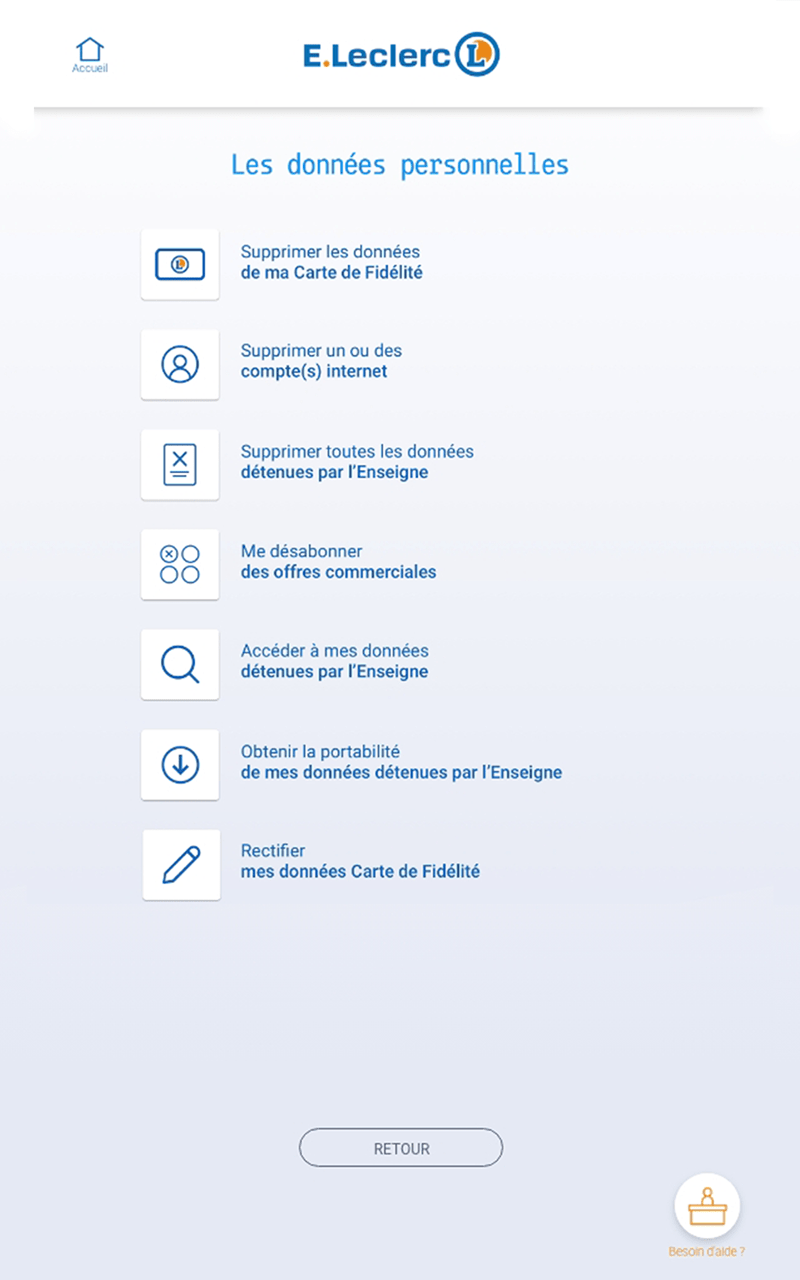 Accueil
E.Leclerc L
Les données personnelles
Supprimer les données
de ma Carte de Fidélité
Supprimer un ou des
compte(s) internet
Supprimer toutes les données
détenues par l’Enseigne
Me désabonner
des offres commerciales
Accéder à mes données
détenues par l’Enseigne
Obtenir la portabilité
de mes données détenues par l’Enseigne
Rectifier
mes données Carte de Fidélité
RETOUR
Besoin d'aide ?